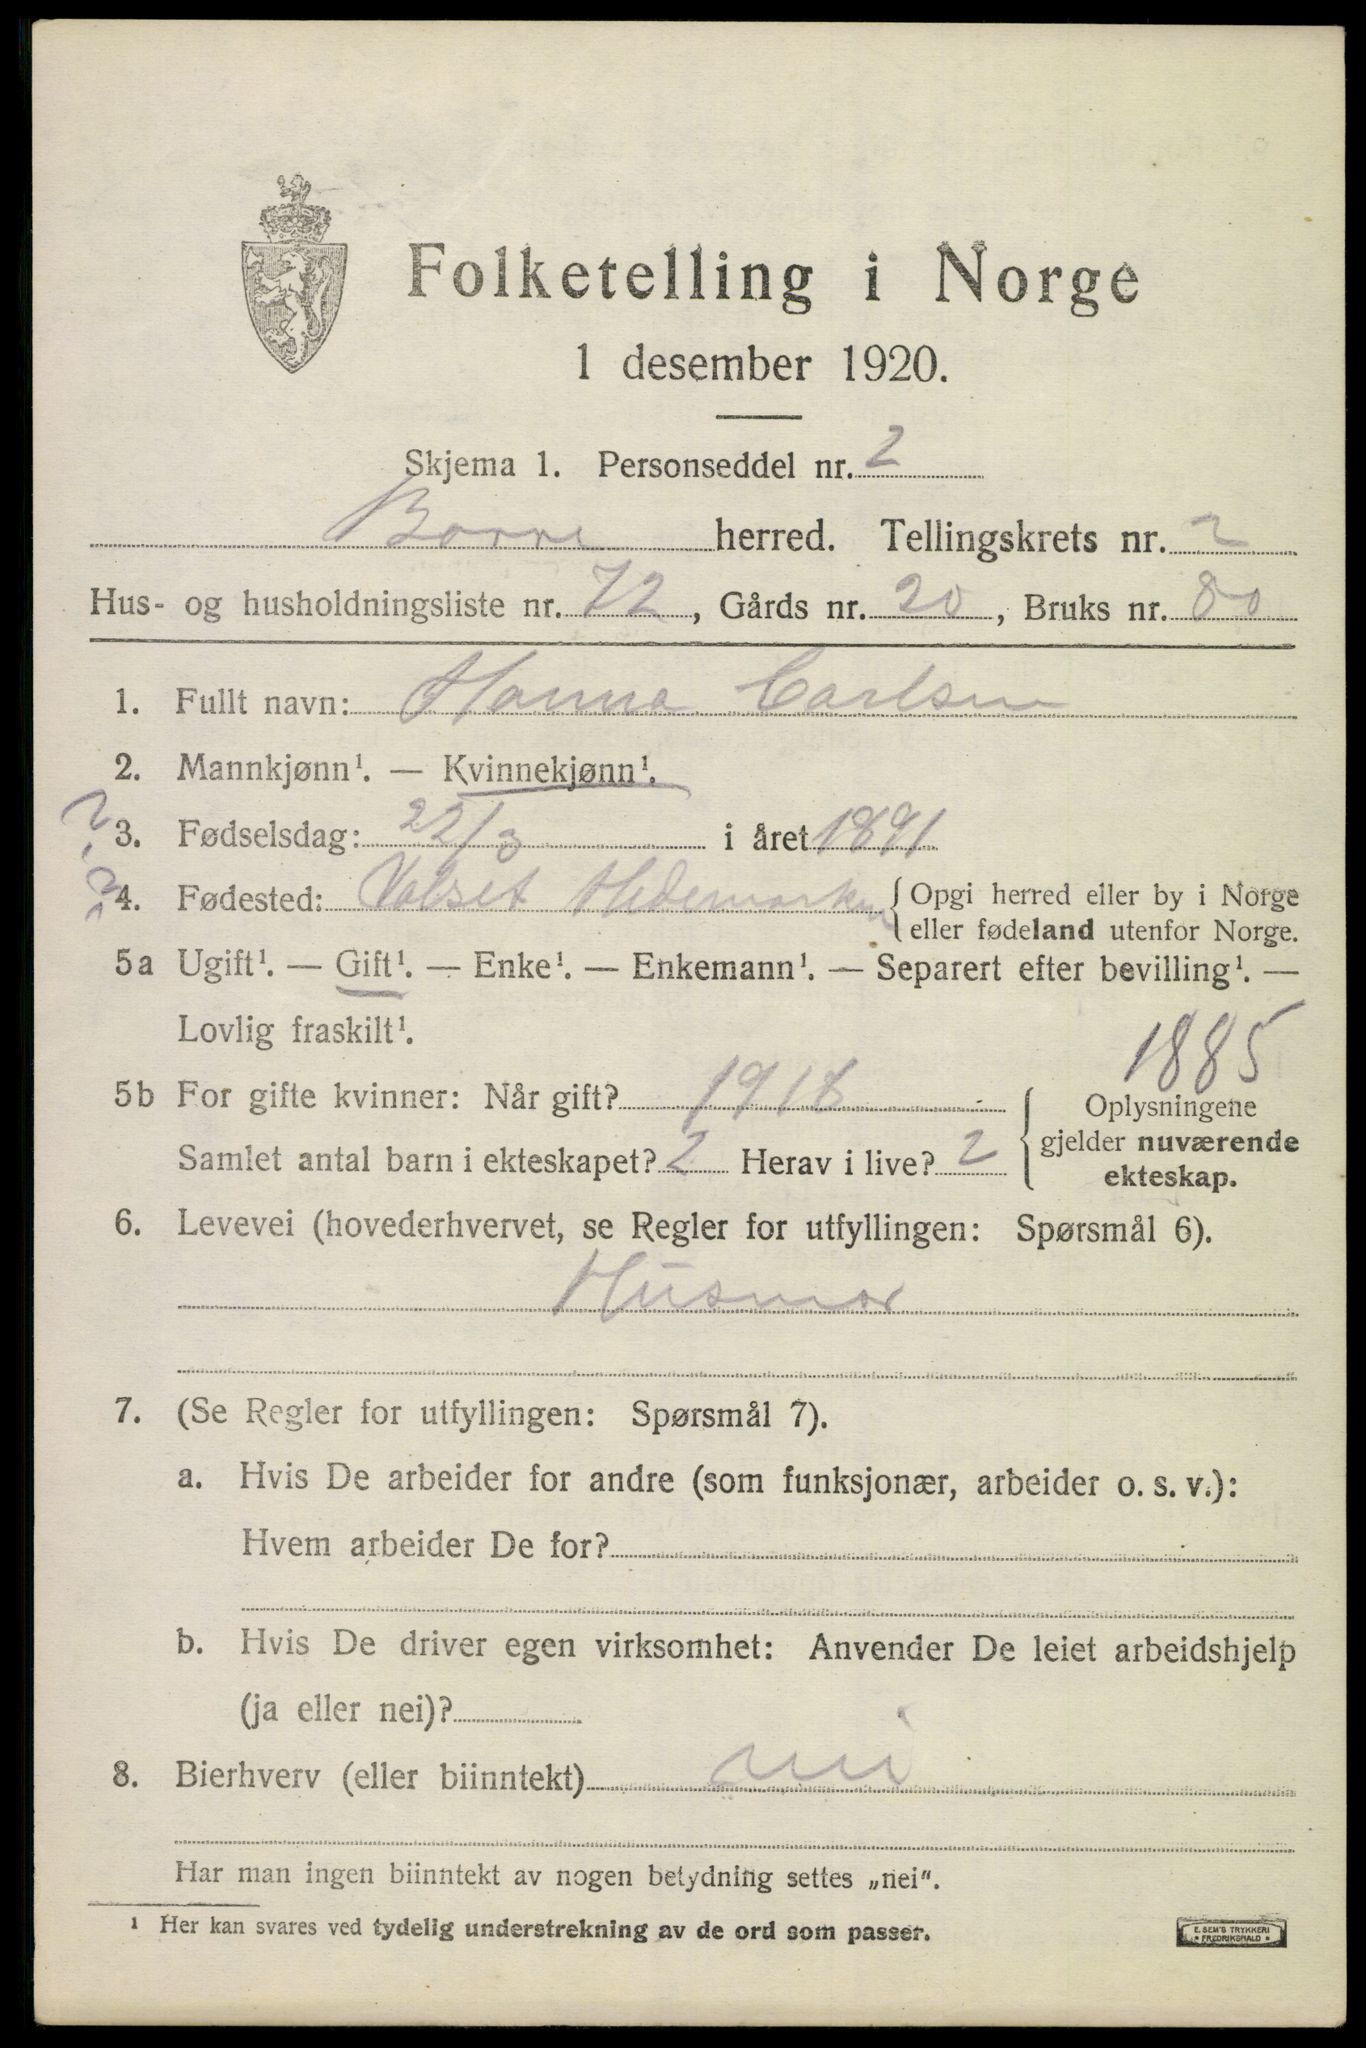 Folketelling i Norge
1 desember 1920.
Skjema 1. Personseddel nr. 2
Borre herred. Tellingskrets nr. 2
Hus- og husholdningsliste nr. 72, Gårds nr. 20, Bruks nr. 80
1. Fullt navn: Hanna Carlsen
2. Mannkjønn¹. — Kvinnekjønn¹.
3. Fødselsdag: 22/3 i året 1891
4. Fødested: Valset Hedemarken { Opgi herred eller by i Norge
eller fødeland utenfor Norge.
5a Ugift¹. — Gift¹. — Enke¹. — Enkemann¹. — Separert efter bevilling¹. —
Lovlig fraskilt¹.
1885
5b For gifte kvinner: Når gift? 1918
Samlet antal barn i ekteskapet? 2 Herav i live? 2
{ Oplysningene
gjelder nuværende
ekteskap.
6. Levevei (hovederhvervet, se Regler for utfyllingen: Spørsmål 6).
Husmor
7. (Se Regler for utfyllingen: Spørsmål 7).
a. Hvis De arbeider for andre (som funksjonær, arbeider o. s. v.):
Hvem arbeider De for?
b. Hvis De driver egen virksomhet: Anvender De leiet arbeidshjelp
(ja eller nei)?
8. Bierhverv (eller biinntekt) nei
Har man ingen biinntekt av nogen betydning settes „nei“.
¹ Her kan svares ved tydelig understrekning av de ord som passer.
E. SEM'S TRYKKERI
FREDRIKSHALD